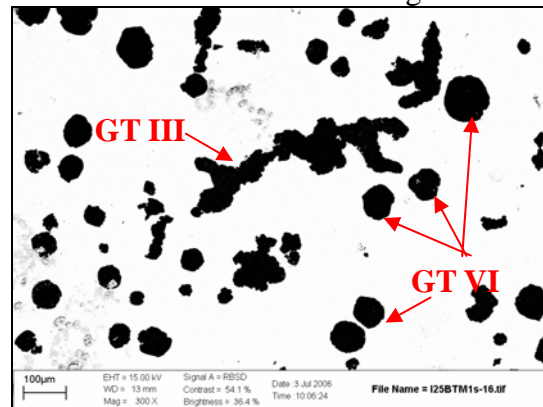 GT III
GT VI
100µm
EHT = 15.00 kV
WD = 13 mm
Mag = 300 X
Signal A = RBSD
Contrast = 54.1 %
Brightness = 36.4 %
Date :3 Jul 2006
Time :10:06:24
File Name = I25BTM1s-16.tif